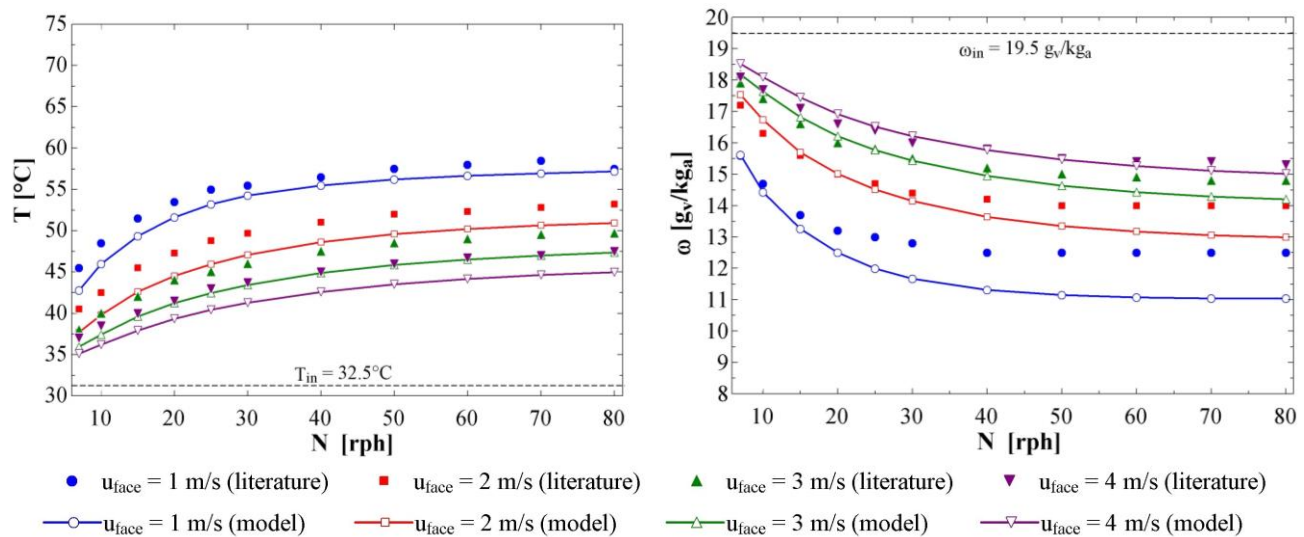 75
70
65
60
55
50
45
40
35
30
T [°C]
T_in = 32.5°C
10 20 30 40 50 60 70 80
N [rph]
20
19
18
17
16
15
14
13
12
11
10
9
8
ω [g_v/kg_a]
ω_in = 19.5 g_v/kg_a
10 20 30 40 50 60 70 80
N [rph]
u_face = 1 m/s (literature) u_face = 2 m/s (literature) u_face = 3 m/s (literature) u_face = 4 m/s (literature)
u_face = 1 m/s (model) u_face = 2 m/s (model) u_face = 3 m/s (model) u_face = 4 m/s (model)